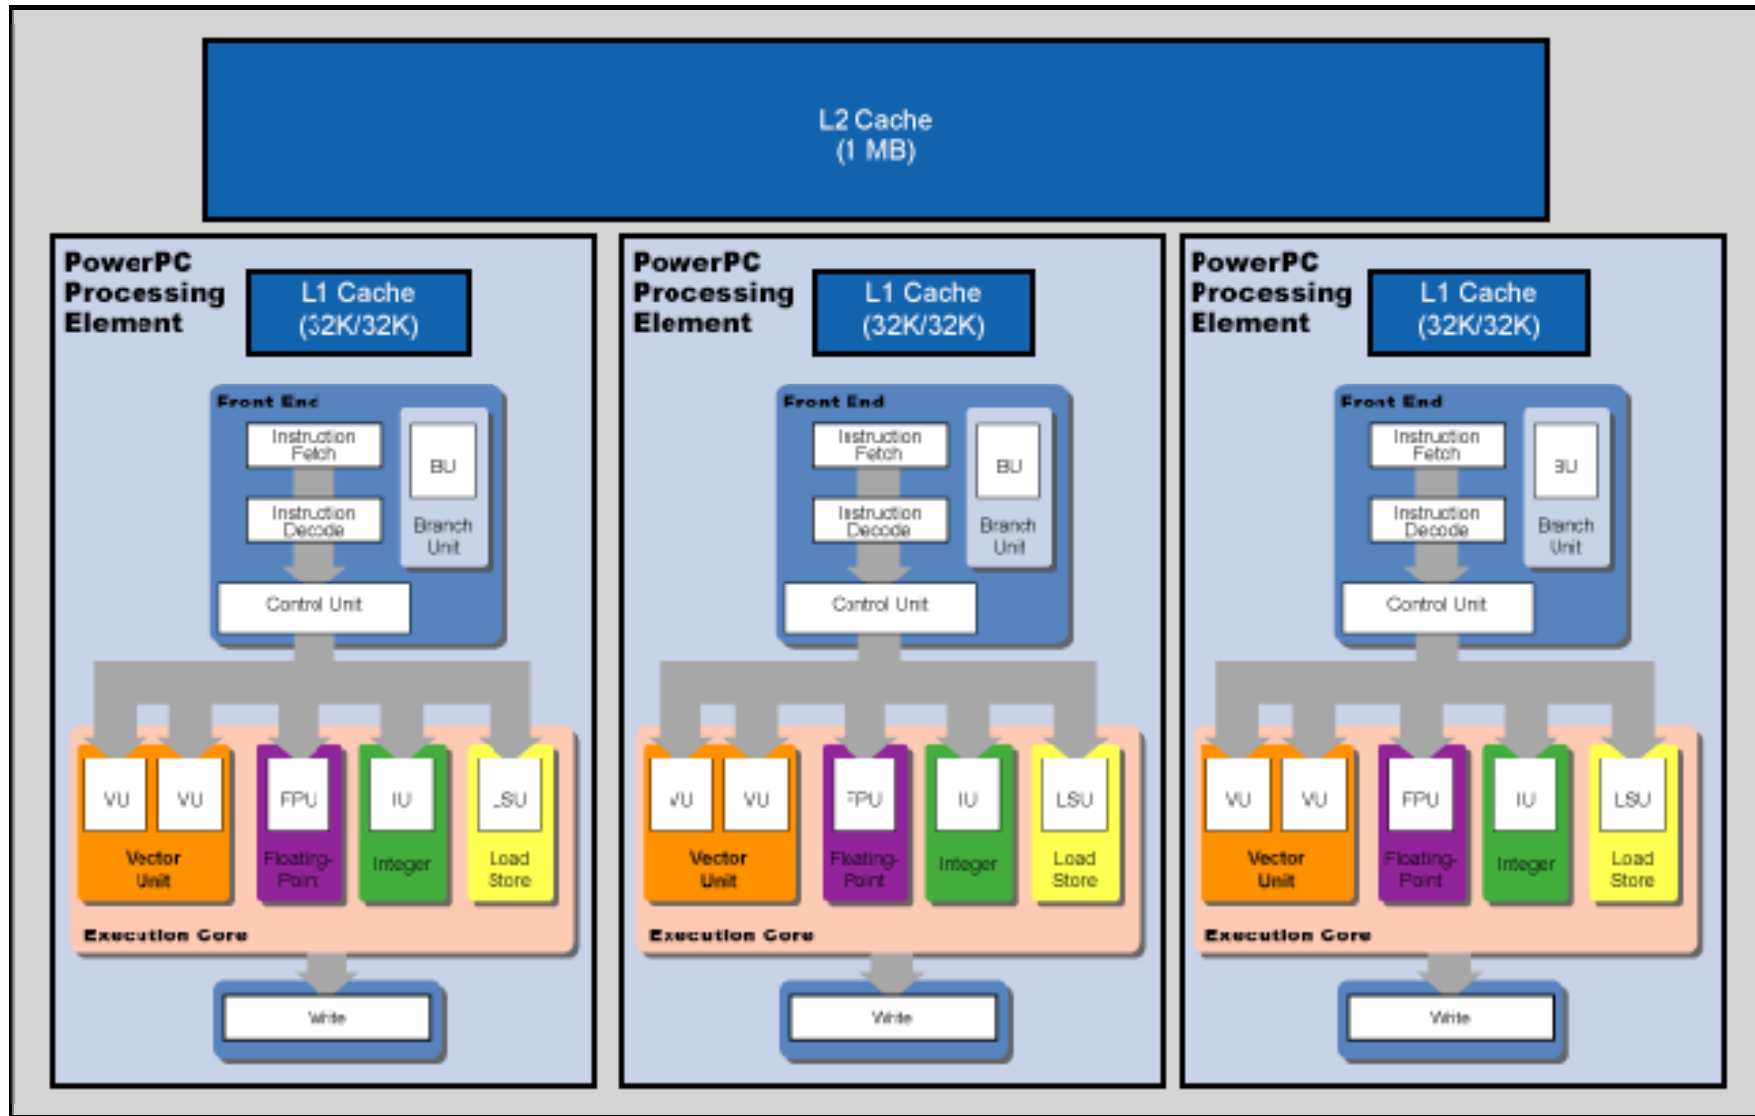 L2 Cache
(1 MB)
PowerPC
Processing
Element
L1 Cache
(32K/32K)
Front End
Instruction
Fetch
BU
Instruction
Decode
Branch
Unit
Control Unit
VU
VU
FPU
IU
LSU
Vector
Unit
Floating-
Point
Integer
Load
Store
Execution Core
Write
PowerPC
Processing
Element
L1 Cache
(32K/32K)
Front End
Instruction
Fetch
BU
Instruction
Decode
Branch
Unit
Control Unit
VU
VU
FPU
IU
LSU
Vector
Unit
Floating-
Point
Integer
Load
Store
Execution Core
Write
PowerPC
Processing
Element
L1 Cache
(32K/32K)
Front End
Instruction
Fetch
BU
Instruction
Decode
Branch
Unit
Control Unit
VU
VU
FPU
IU
LSU
Vector
Unit
Floating-
Point
Integer
Load
Store
Execution Core
Write